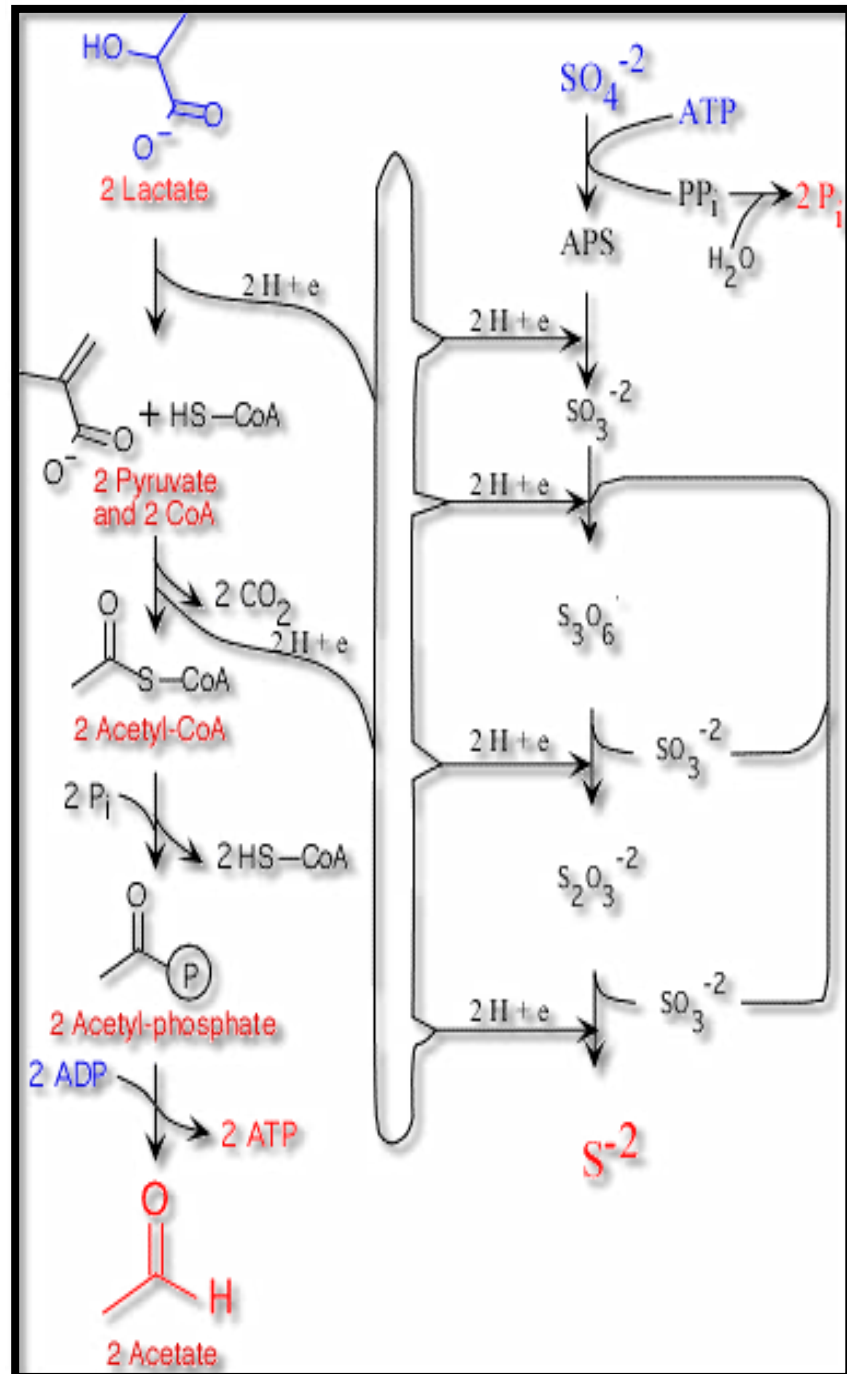 HO
O
O⁻
2 Lactate
2 H + e
O
O⁻
+ HS—CoA
2 Pyruvate
and 2 CoA
2 CO₂
2 H + e
O
S—CoA
2 Acetyl-CoA
2 Pi
2 HS—CoA
O
P
2 Acetyl-phosphate
2 ADP
2 ATP
O
H
2 Acetate
SO₄⁻²
ATP
PPi
2 Pi
H₂O
APS
2 H + e
SO₃⁻²
2 H + e
S₃O₆
2 H + e
SO₃⁻²
S₂O₃⁻²
2 H + e
SO₃⁻²
S⁻²